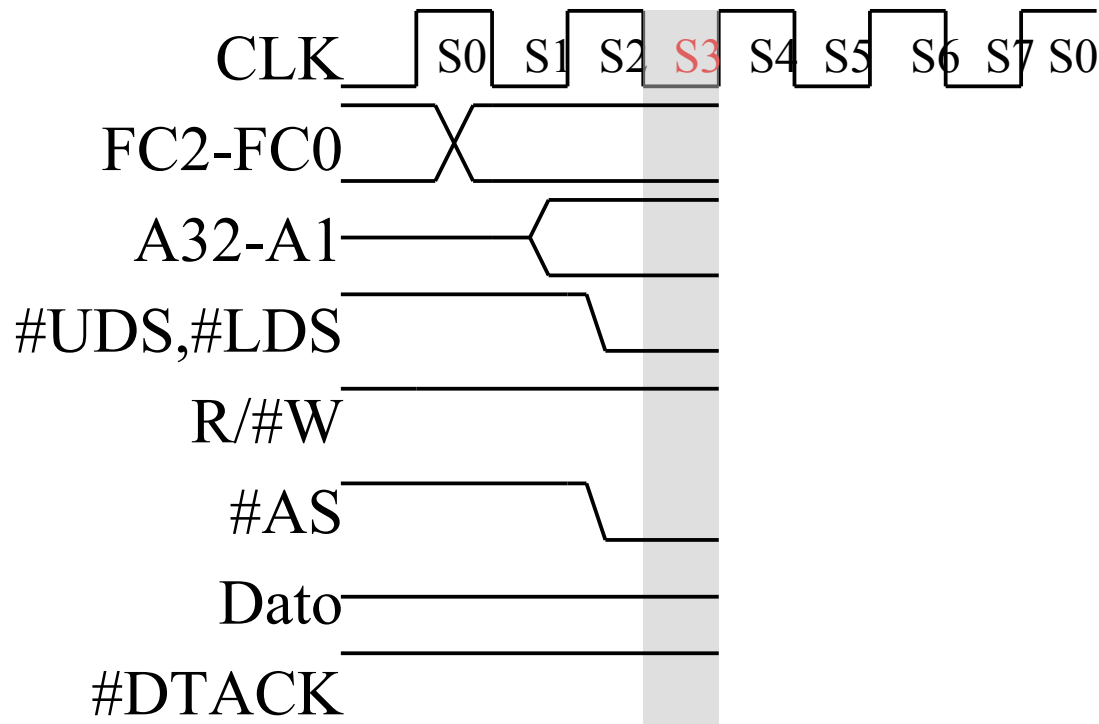 CLK S0 S1 S2 S3 S4 S5 S6 S7 S0
FC2-FC0
A32-A1
#UDS,#LDS
R/#W
#AS
Dato
#DTACK